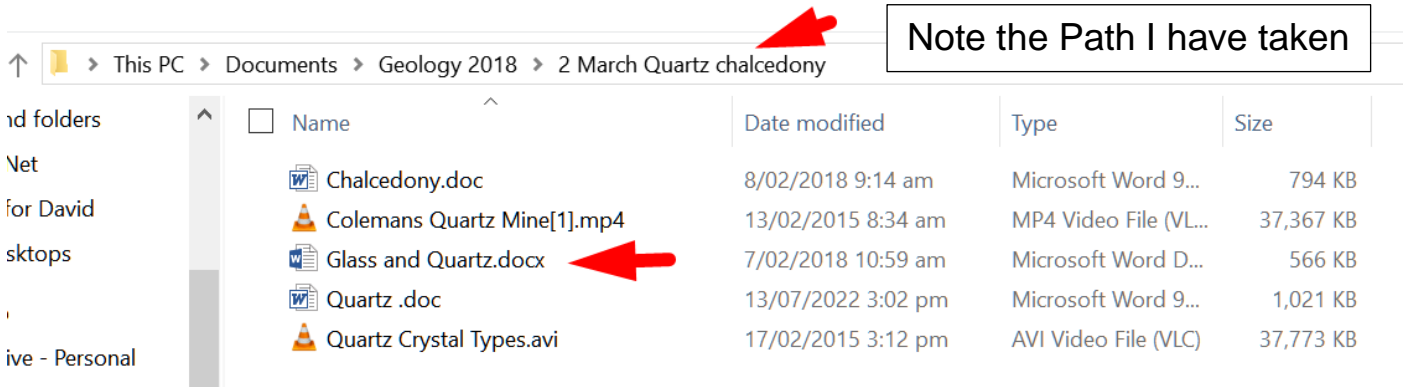 Note the Path I have taken
This PC > Documents > Geology 2018 > 2 March Quartz chalcedony
nd folders
Net
for David
sktops
ive - Personal
Name Date modified Type Size
Chalcedony.doc 8/02/2018 9:14 am Microsoft Word 9... 794 KB
Colemans Quartz Mine[1].mp4 13/02/2015 8:34 am MP4 Video File (VL... 37,367 KB
Glass and Quartz.docx 7/02/2018 10:59 am Microsoft Word D... 566 KB
Quartz .doc 13/07/2022 3:02 pm Microsoft Word 9... 1,021 KB
Quartz Crystal Types.avi 17/02/2015 3:12 pm AVI Video File (VLC) 37,773 KB